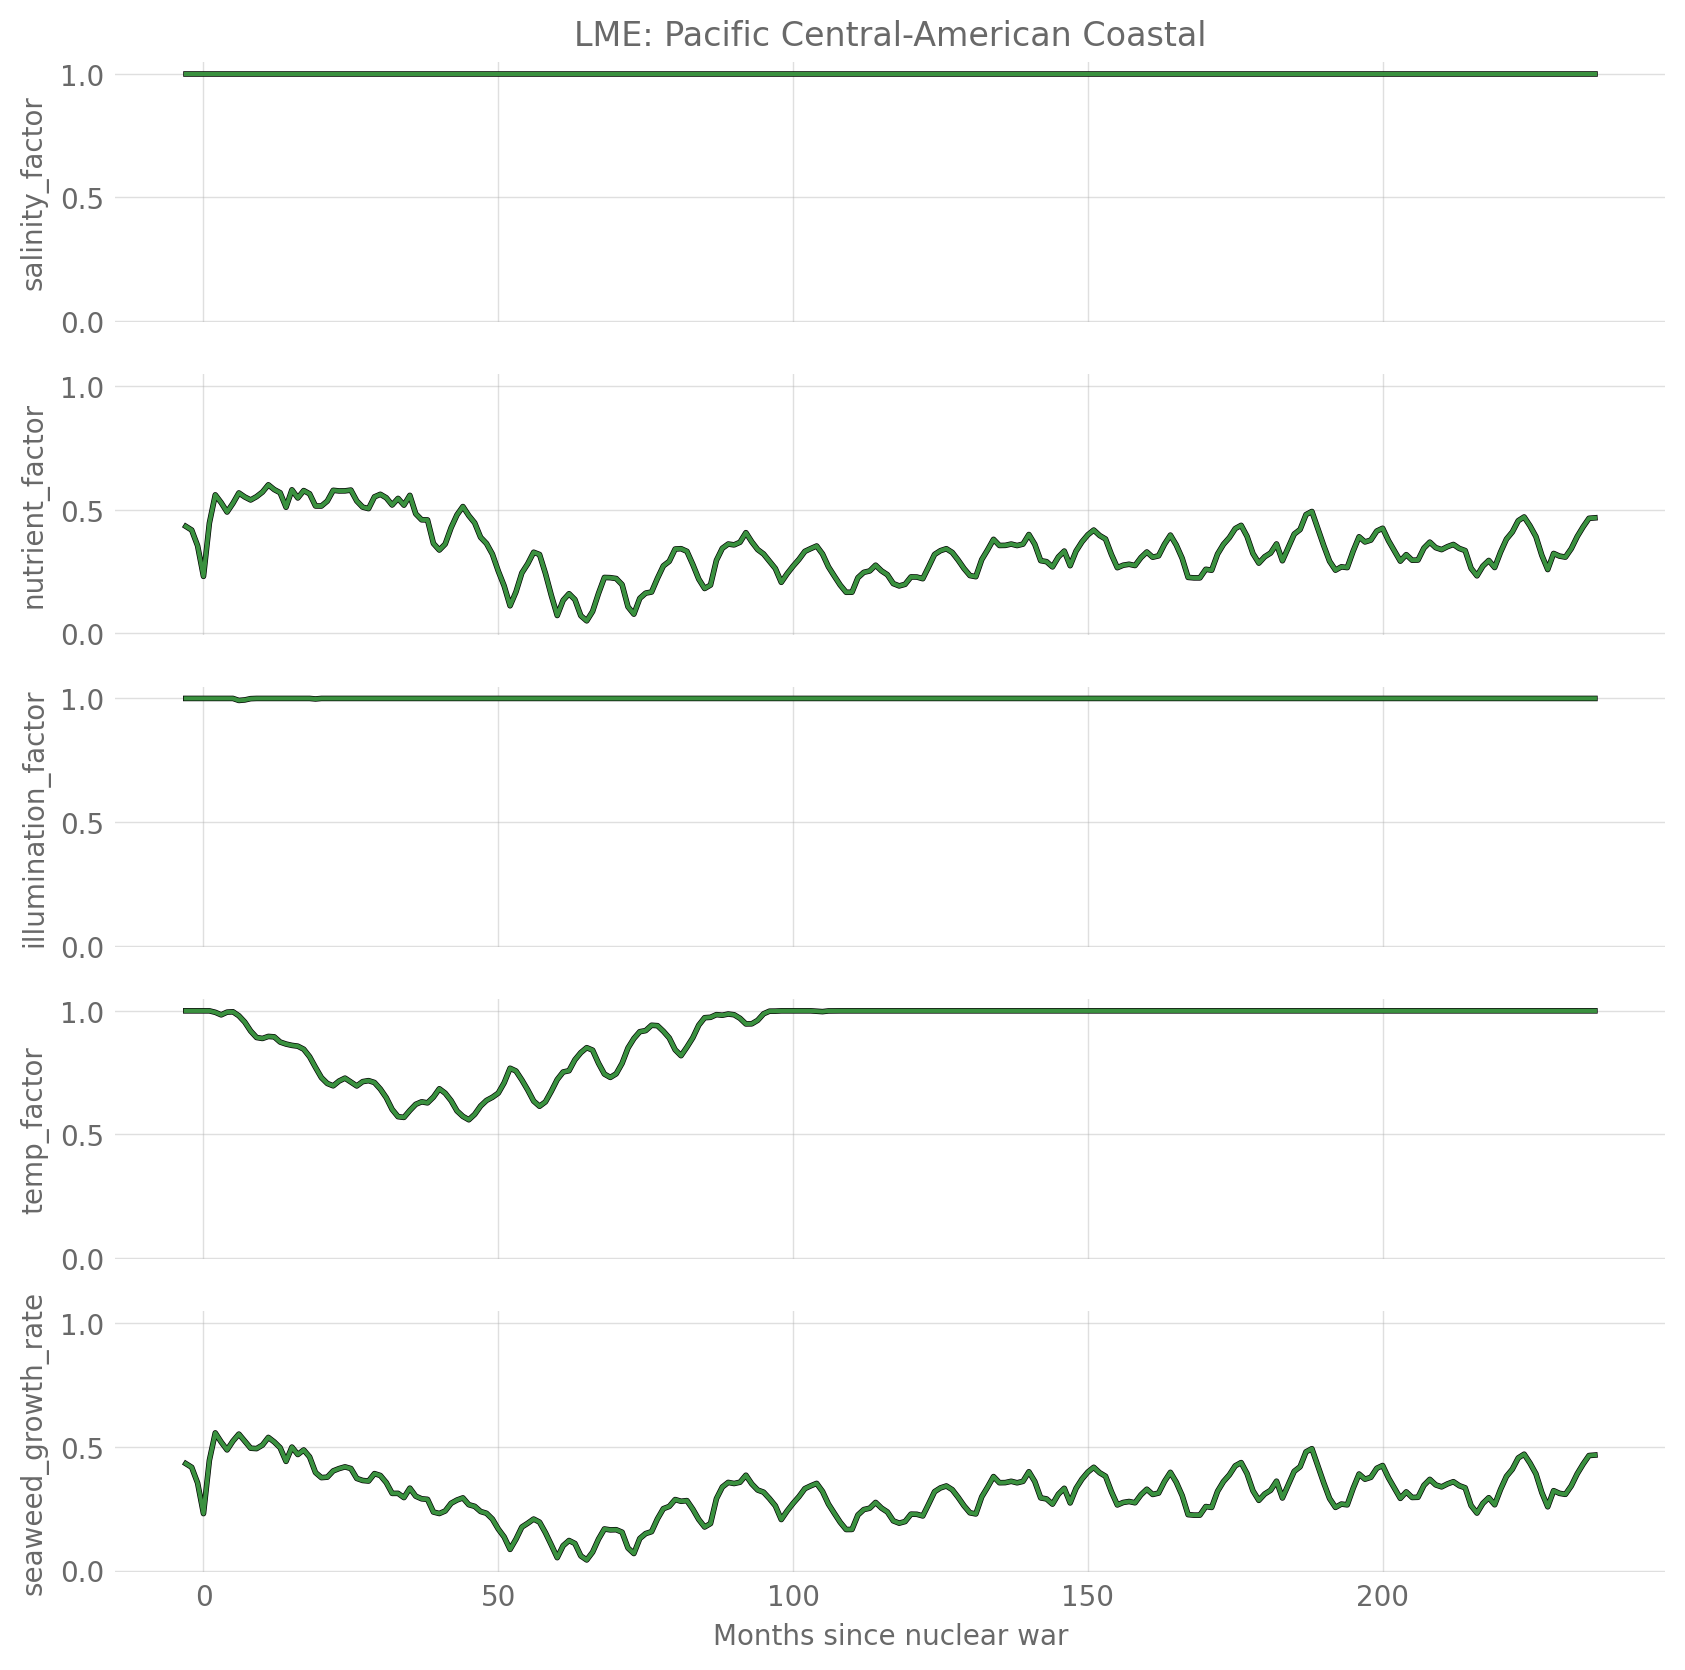 LME: Pacific Central-American Coastal
1.0
0.5
0.0
salinity_factor
1.0
0.5
0.0
nutrient_factor
1.0
0.5
0.0
illumination_factor
1.0
0.5
0.0
temp_factor
1.0
0.5
0.0
seaweed_growth_rate
0 50 100 150 200
Months since nuclear war